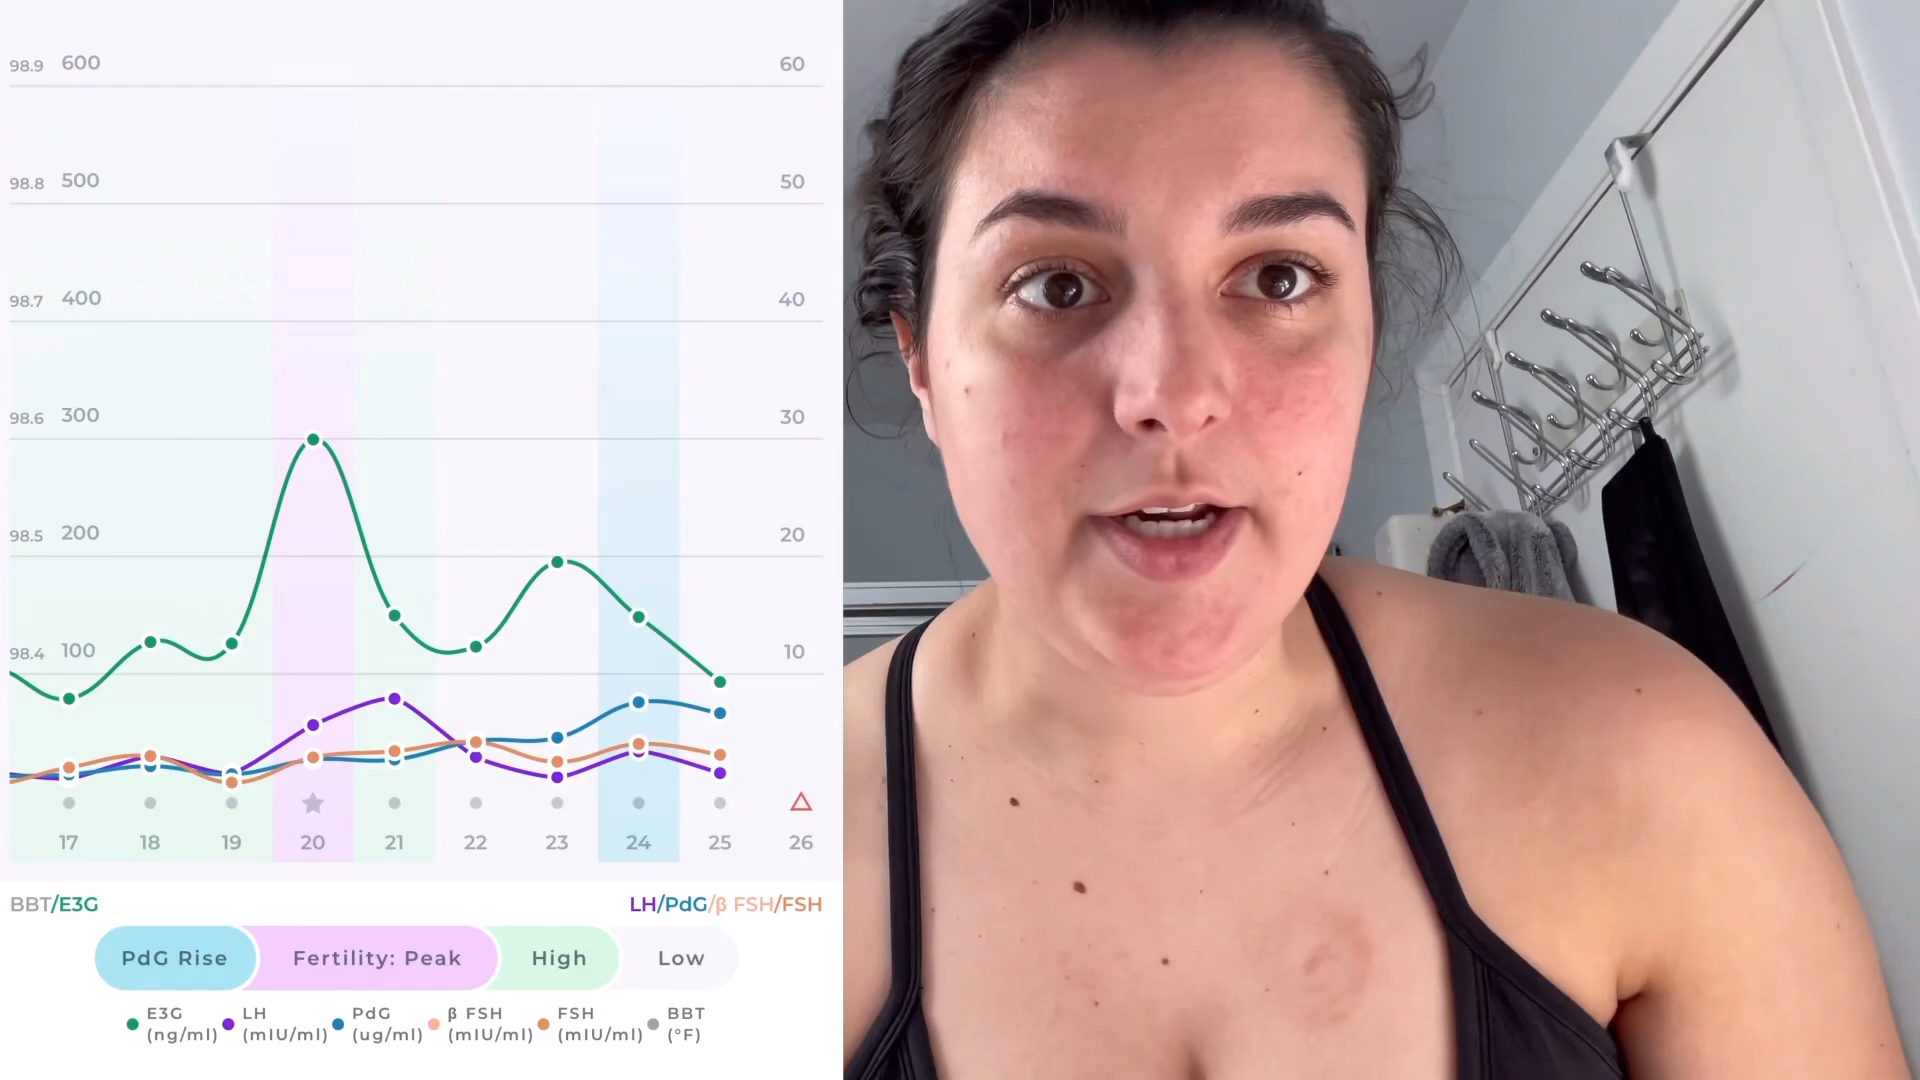 98.9 600 60
98.8 500 50
98.7 400 40
98.6 300 30
98.5 200 20
98.4 100 10
17 18 19 20 21 22 23 24 25 26
BBT/E3G LH/PdG/β FSH/FSH
PdG Rise Fertility: Peak High Low
E3G LH PdG β FSH FSH BBT
(ng/ml) (mIU/ml) (ug/ml) (mIU/ml) (mIU/ml) (°F)